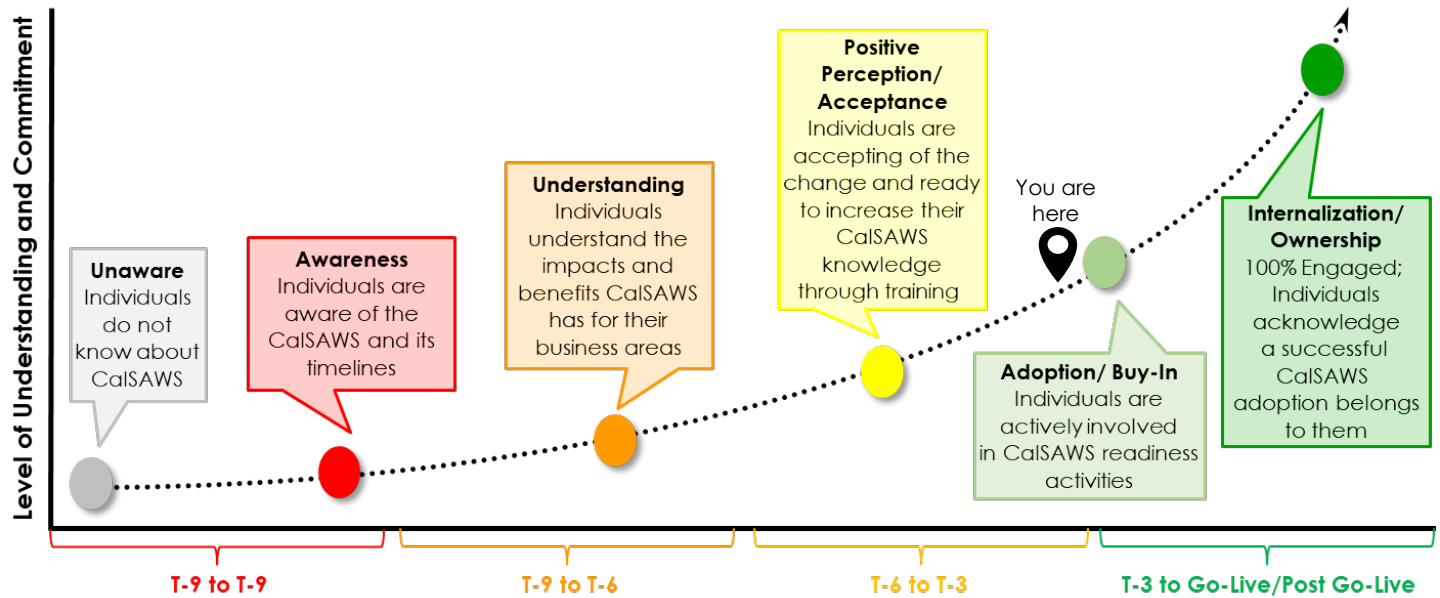 Level of Understanding and Commitment
Unaware
Individuals
do not
know about
CalSAWS
Awareness
Individuals are
aware of the
CalSAWS and its
timelines
Understanding
Individuals
understand the
impacts and
benefits CalSAWS
has for their
business areas
Positive
Perception/
Acceptance
Individuals are
accepting of the
change and ready
to increase their
CalSAWS
knowledge
through training
You are
here
Adoption/ Buy-In
Individuals are
actively involved
in CalSAWS readiness
activities
Internalization/
Ownership
100% Engaged;
Individuals
acknowledge
a successful
CalSAWS
adoption belongs
to them
T-9 to T-9
T-9 to T-6
T-6 to T-3
T-3 to Go-Live/Post Go-Live